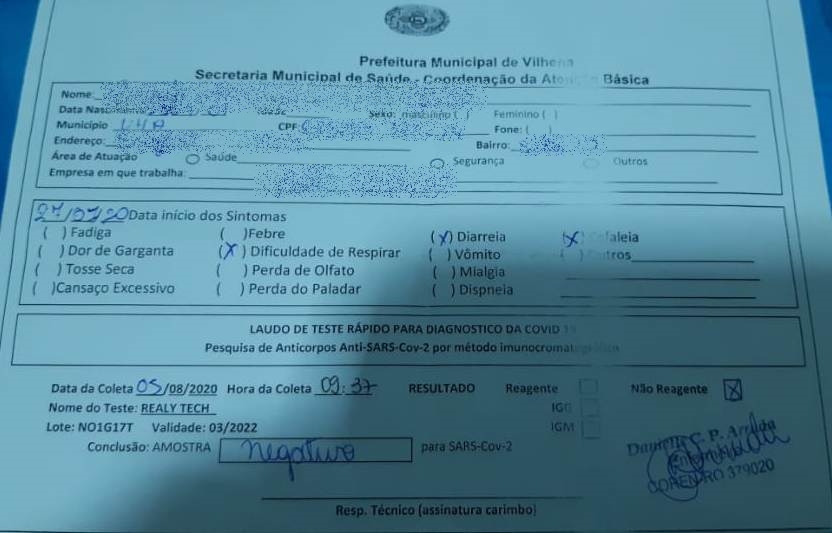 Prefeitura Municipal de Vilhena
Secretaria Municipal de Saúde - Coordenação da Atenção Básica
Nome:
Data Nasc Sexo: masculino ( ) Feminino ( )
Município CPF Fone: ( )
Endereço: Bairro:
Área de Atuação Saúde Segurança Outros
Empresa em que trabalha:
27/07/20 Data início dos Sintomas
( ) Fadiga ( )Febre (X) Diarreia (X) Cefaleia
( ) Dor de Garganta (X) Dificuldade de Respirar ( ) Vômito ( ) Outros
( ) Tosse Seca ( ) Perda de Olfato ( ) Mialgia
( )Cansaço Excessivo ( ) Perda do Paladar ( ) Dispneia
LAUDO DE TESTE RÁPIDO PARA DIAGNOSTICO DA COVID 19
Pesquisa de Anticorpos Anti-SARS-Cov-2 por método imunocromatográfico
Data da Coleta 05/08/2020 Hora da Coleta 09:37 RESULTADO Reagente Não Reagente X
Nome do Teste: REALY TECH IGG
Lote: NO1G17T Validade: 03/2022 IGM
Conclusão: AMOSTRA Negativo para SARS-Cov-2
COREN RO 379020
Resp. Técnico (assinatura carimbo)